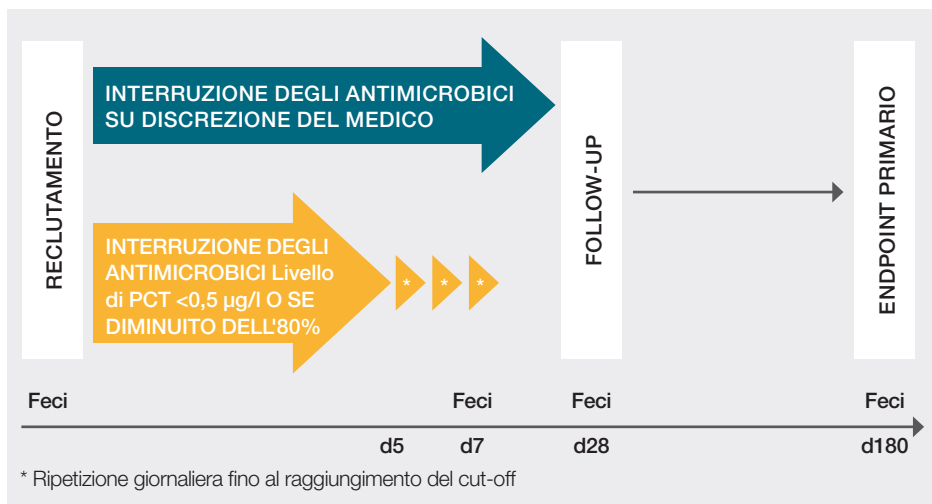 RECLUTAMENTO
INTERRUZIONE DEGLI ANTIMICROBICI
SU DISCREZIONE DEL MEDICO
INTERRUZIONE DEGLI
ANTIMICROBICI Livello
di PCT <0,5 µg/l O SE
DIMINUITO DELL'80%
* * *
FOLLOW-UP
ENDPOINT PRIMARIO
Feci Feci Feci Feci
d5 d7 d28 d180
* Ripetizione giornaliera fino al raggiungimento del cut-off